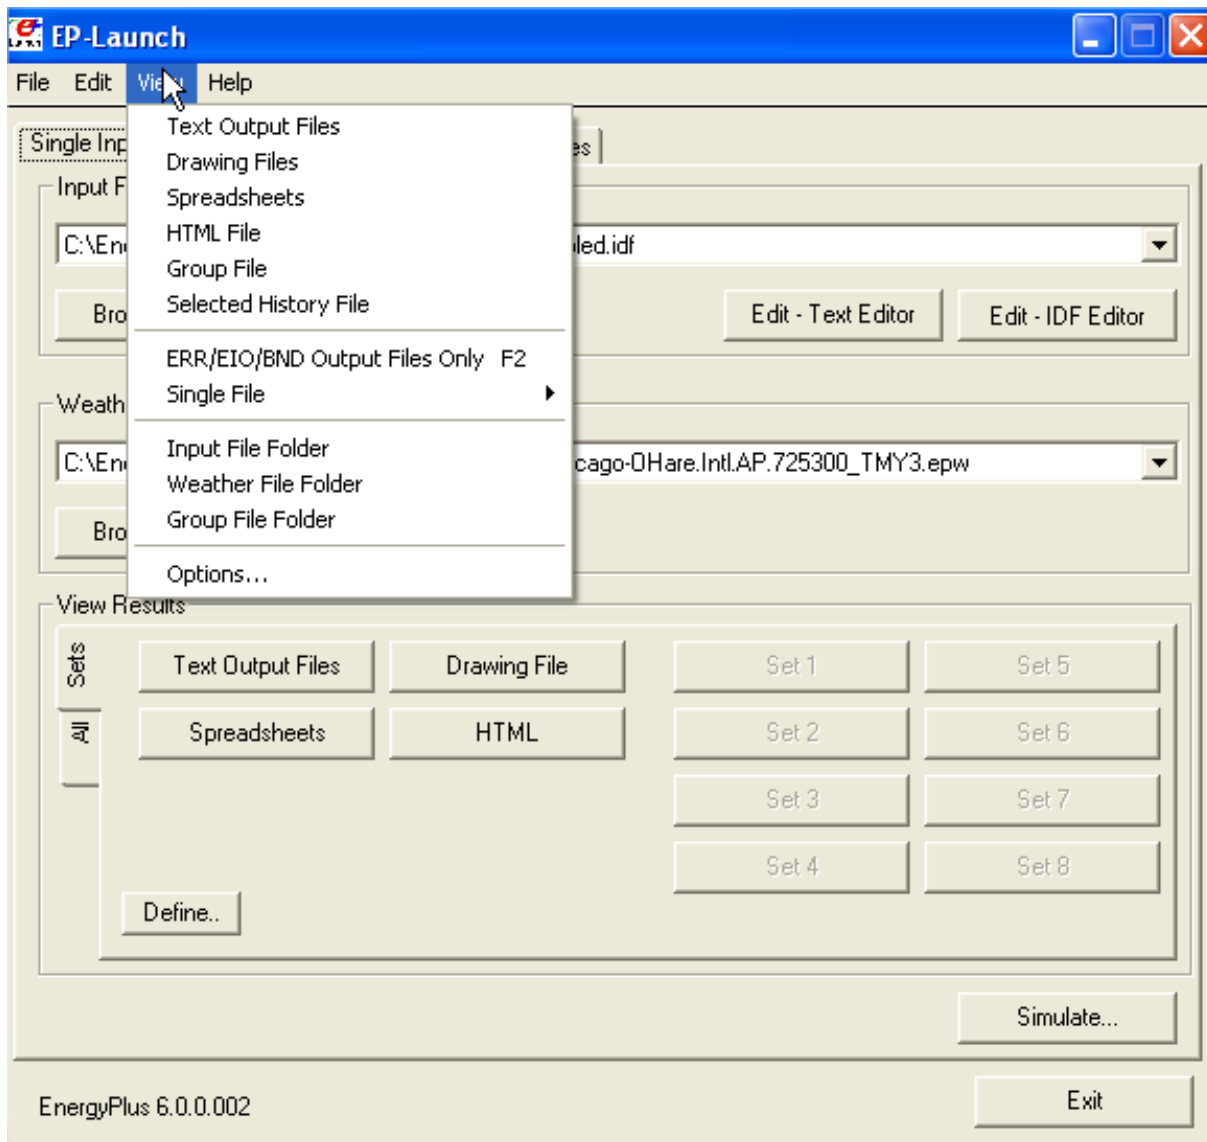 EP-Launch
File Edit View Help
Text Output Files
Drawing Files
Spreadsheets
HTML File
Group File
Selected History File
ERR/EIO/BND Output Files Only F2
Single File
Input File Folder
Weather File Folder
Group File Folder
Options...
Single Inp
es
Input F
C:\Ene
led.idf
Bro
Edit - Text Editor
Edit - IDF Editor
Weath
C:\Ene
cago-OHare.Intl.AP.725300_TMY3.epw
Bro
View Results
Sets
All
Text Output Files
Drawing File
Set 1
Set 5
Spreadsheets
HTML
Set 2
Set 6
Set 3
Set 7
Set 4
Set 8
Define..
Simulate...
EnergyPlus 6.0.0.002
Exit